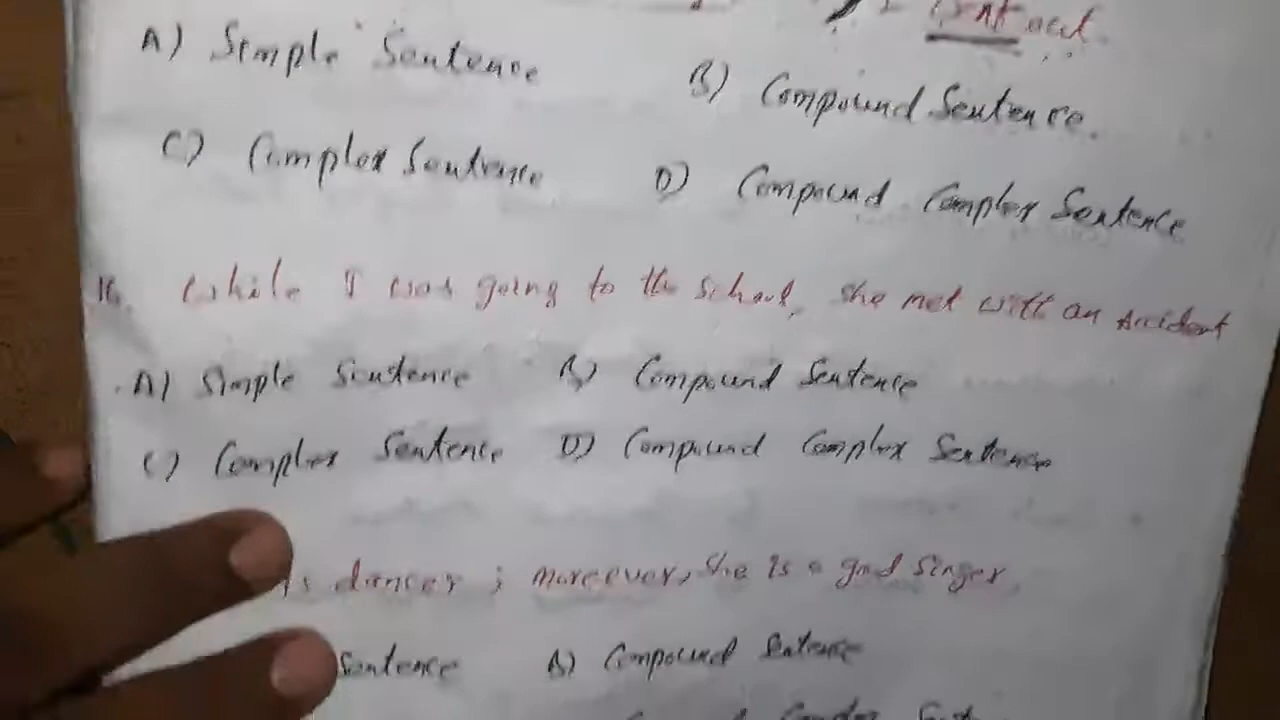 A) Simple Sentence
B) Compound Sentence.
C) Complex Sentence
D) Compound Complex Sentence
16. While I was going to the school, she met with an Accident
A) Simple Sentence B) Compound Sentence
C) Complex Sentence D) Compound Complex Sentence
is dancer ; moreover, she is a good singer
Sentence B) Compound Sentence